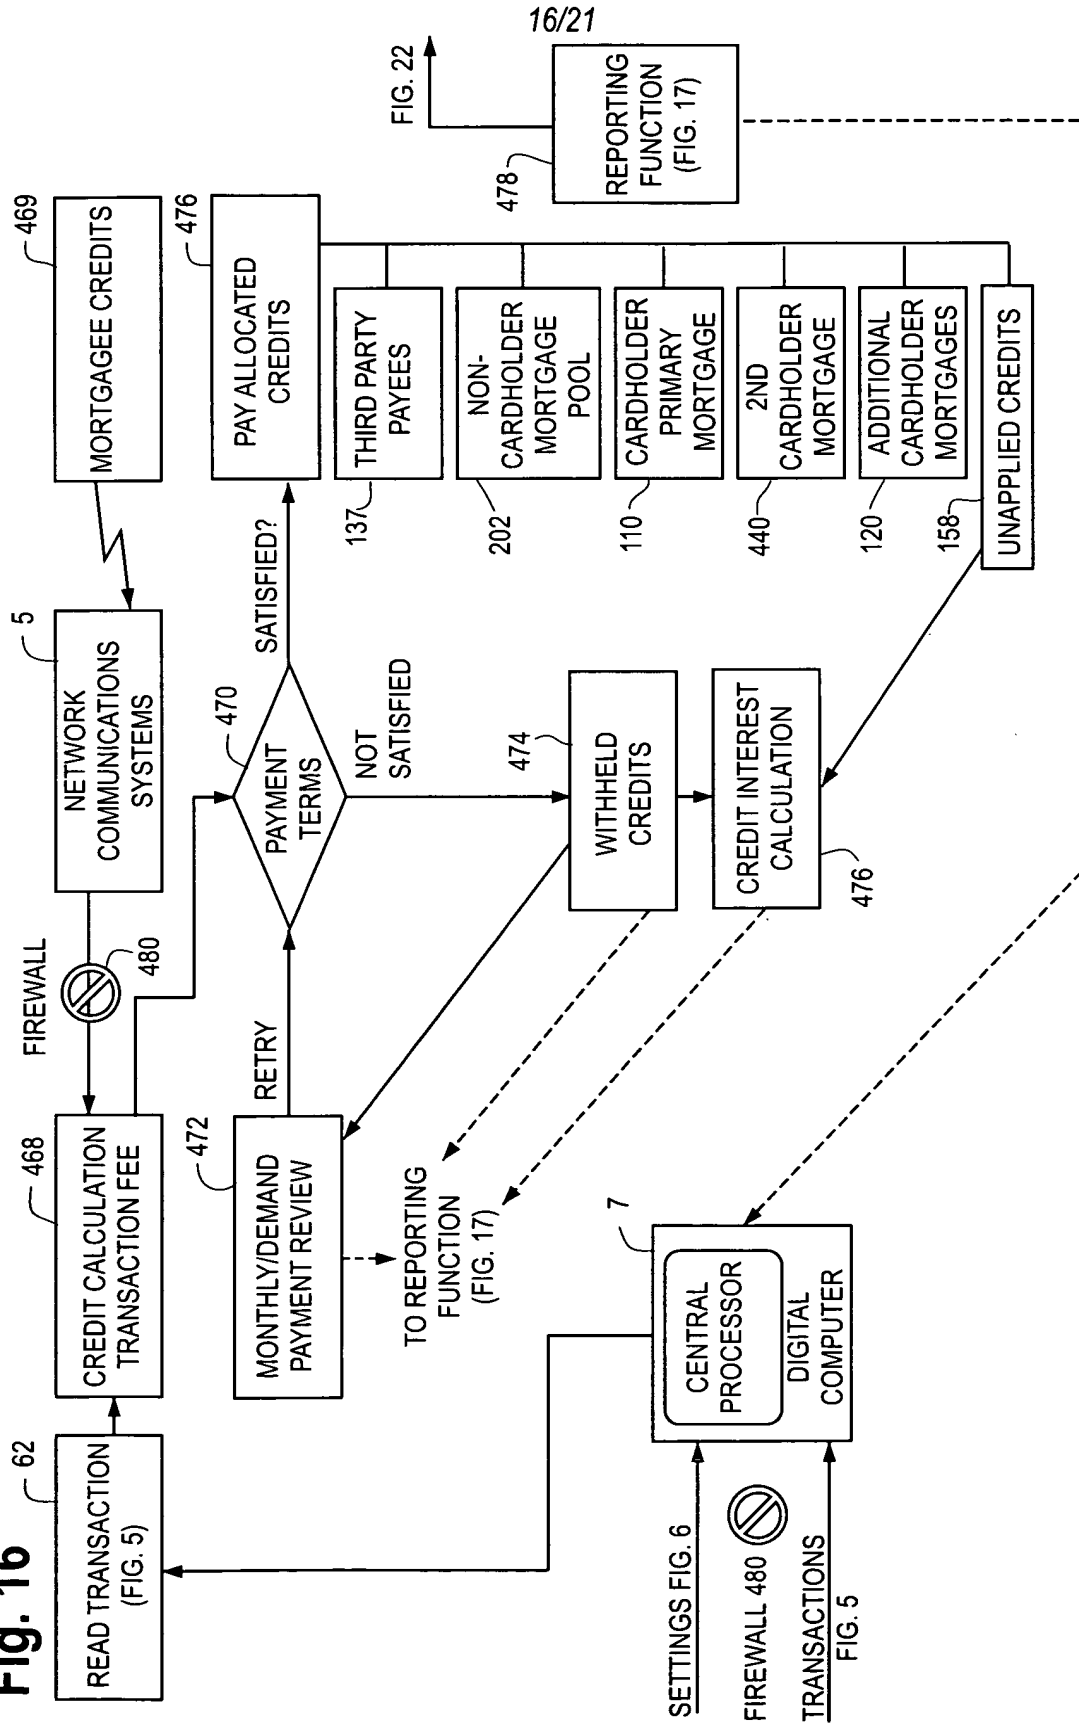 16/21
Fig. 16
READ TRANSACTION
(FIG. 5)
62
CREDIT CALCULATION
TRANSACTION FEE
468
FIREWALL
480
NETWORK
COMMUNICATIONS
SYSTEMS
5
MORTGAGEE CREDITS
469
MONTHLY/DEMAND
PAYMENT REVIEW
472
RETRY
PAYMENT
TERMS
470
SATISFIED?
NOT
SATISFIED
PAY ALLOCATED
CREDITS
476
THIRD PARTY
PAYEES
137
NON-
CARDHOLDER
MORTGAGE
POOL
202
CARDHOLDER
PRIMARY
MORTGAGE
110
2ND
CARDHOLDER
MORTGAGE
440
ADDITIONAL
CARDHOLDER
MORTGAGES
120
UNAPPLIED CREDITS
158
WITHHELD
CREDITS
474
CREDIT INTEREST
CALCULATION
476
TO REPORTING
FUNCTION
(FIG. 17)
FIG. 22
REPORTING
FUNCTION
(FIG. 17)
478
CENTRAL
PROCESSOR
DIGITAL
COMPUTER
7
SETTINGS FIG. 6
FIREWALL 480
TRANSACTIONS
FIG. 5